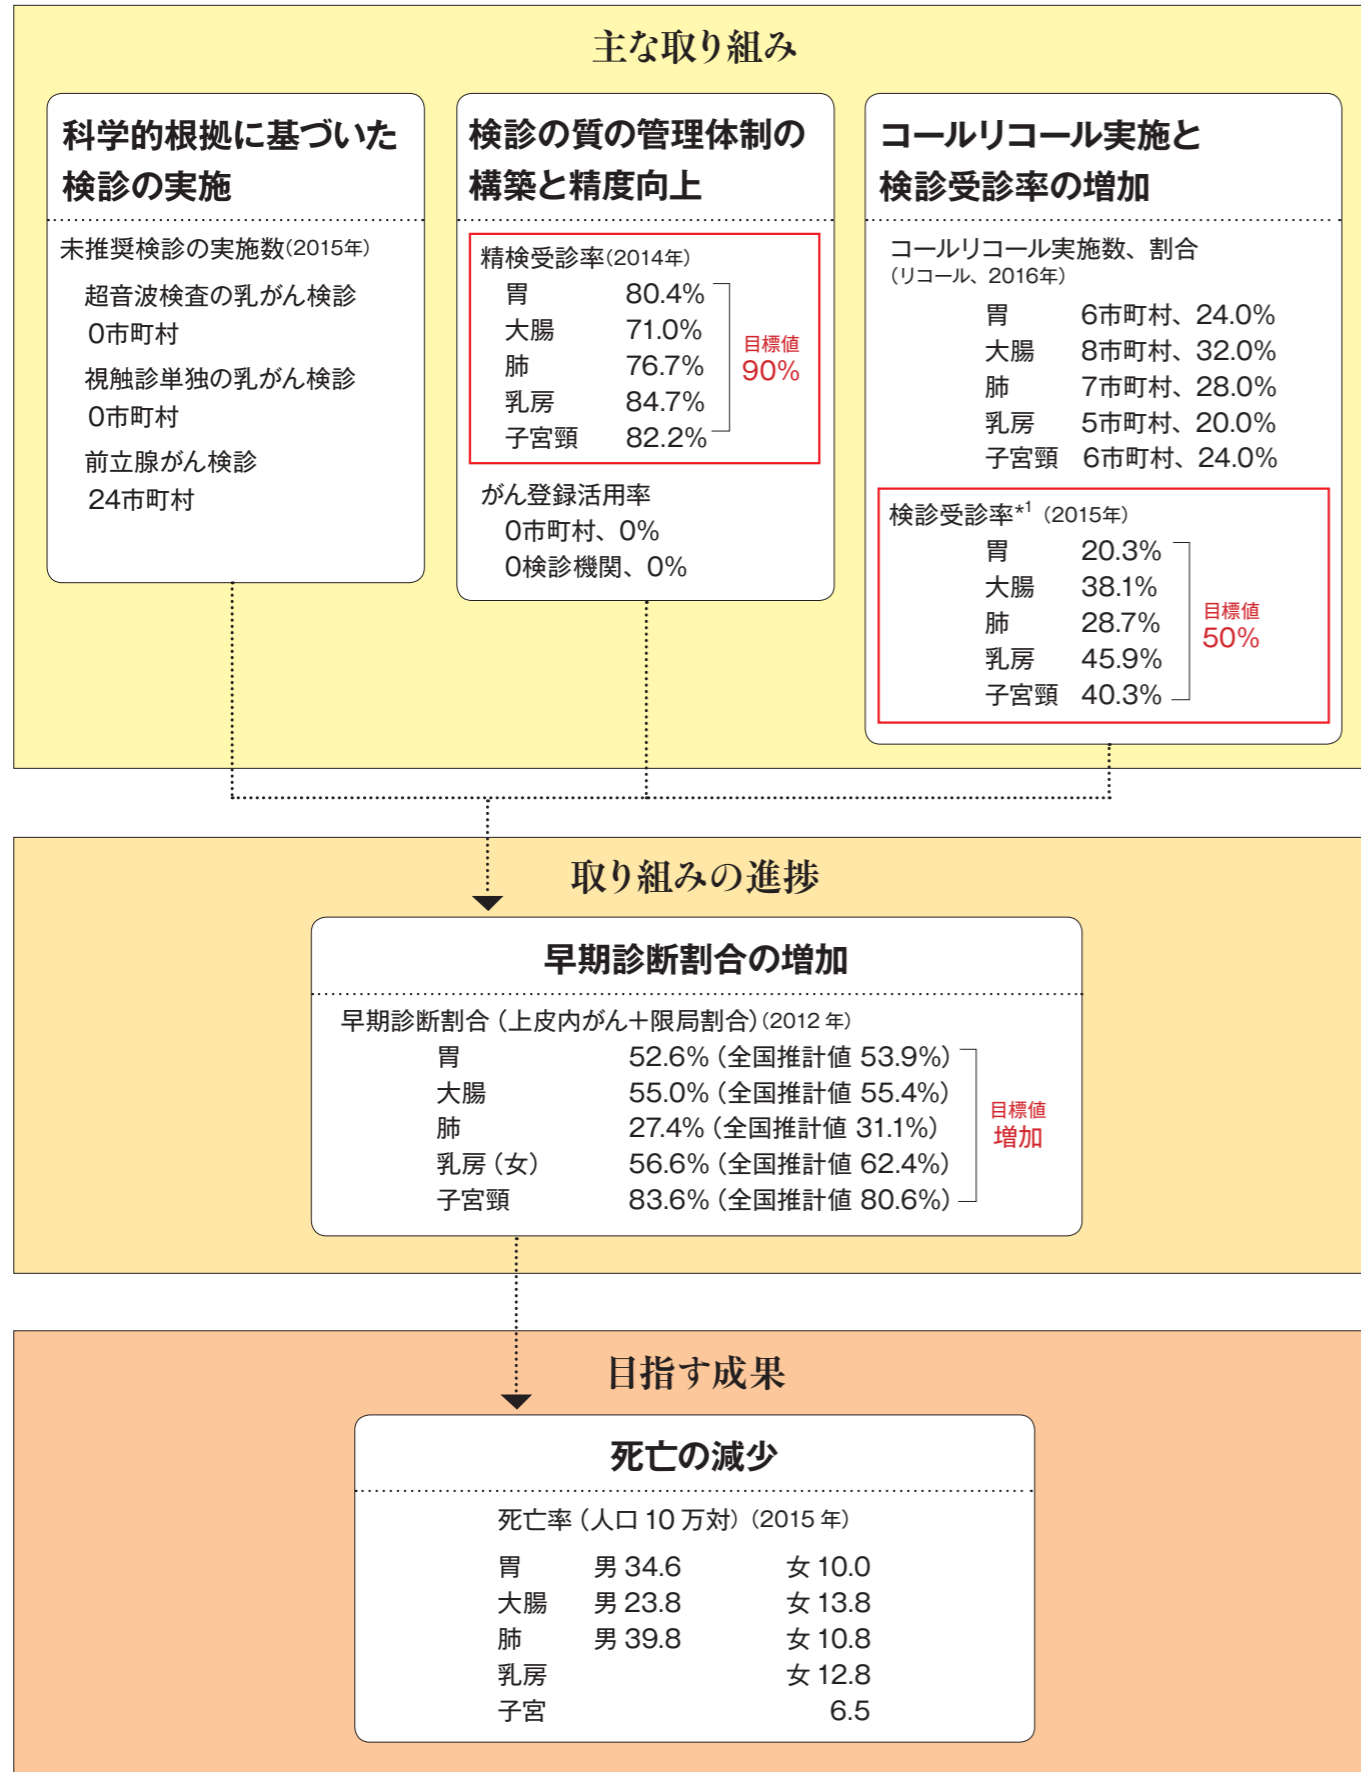 主な取り組み
科学的根拠に基づいた
検診の実施
未推奨検診の実施数(2015年)
超音波検査の乳がん検診
0市町村
視触診単独の乳がん検診
0市町村
前立腺がん検診
24市町村
検診の質の管理体制の
構築と精度向上
精検受診率(2014年)
胃 80.4%
大腸 71.0%
肺 76.7%
乳房 84.7%
子宮頸 82.2%
目標値
90%
がん登録活用率
0市町村、0%
0検診機関、0%
コールリコール実施と
検診受診率の増加
コールリコール実施数、割合
(リコール、2016年)
胃 6市町村、24.0%
大腸 8市町村、32.0%
肺 7市町村、28.0%
乳房 5市町村、20.0%
子宮頸 6市町村、24.0%
検診受診率*1 (2015年)
胃 20.3%
大腸 38.1%
肺 28.7%
乳房 45.9%
子宮頸 40.3%
目標値
50%
取り組みの進捗
早期診断割合の増加
早期診断割合(上皮内がん+限局割合)(2012年)
胃 52.6%(全国推計値 53.9%)
大腸 55.0%(全国推計値 55.4%)
肺 27.4%(全国推計値 31.1%)
乳房(女) 56.6%(全国推計値 62.4%)
子宮頸 83.6%(全国推計値 80.6%)
目標値
増加
目指す成果
死亡の減少
死亡率(人口10万対)(2015年)
胃 男34.6 女10.0
大腸 男23.8 女13.8
肺 男39.8 女10.8
乳房 女12.8
子宮 6.5